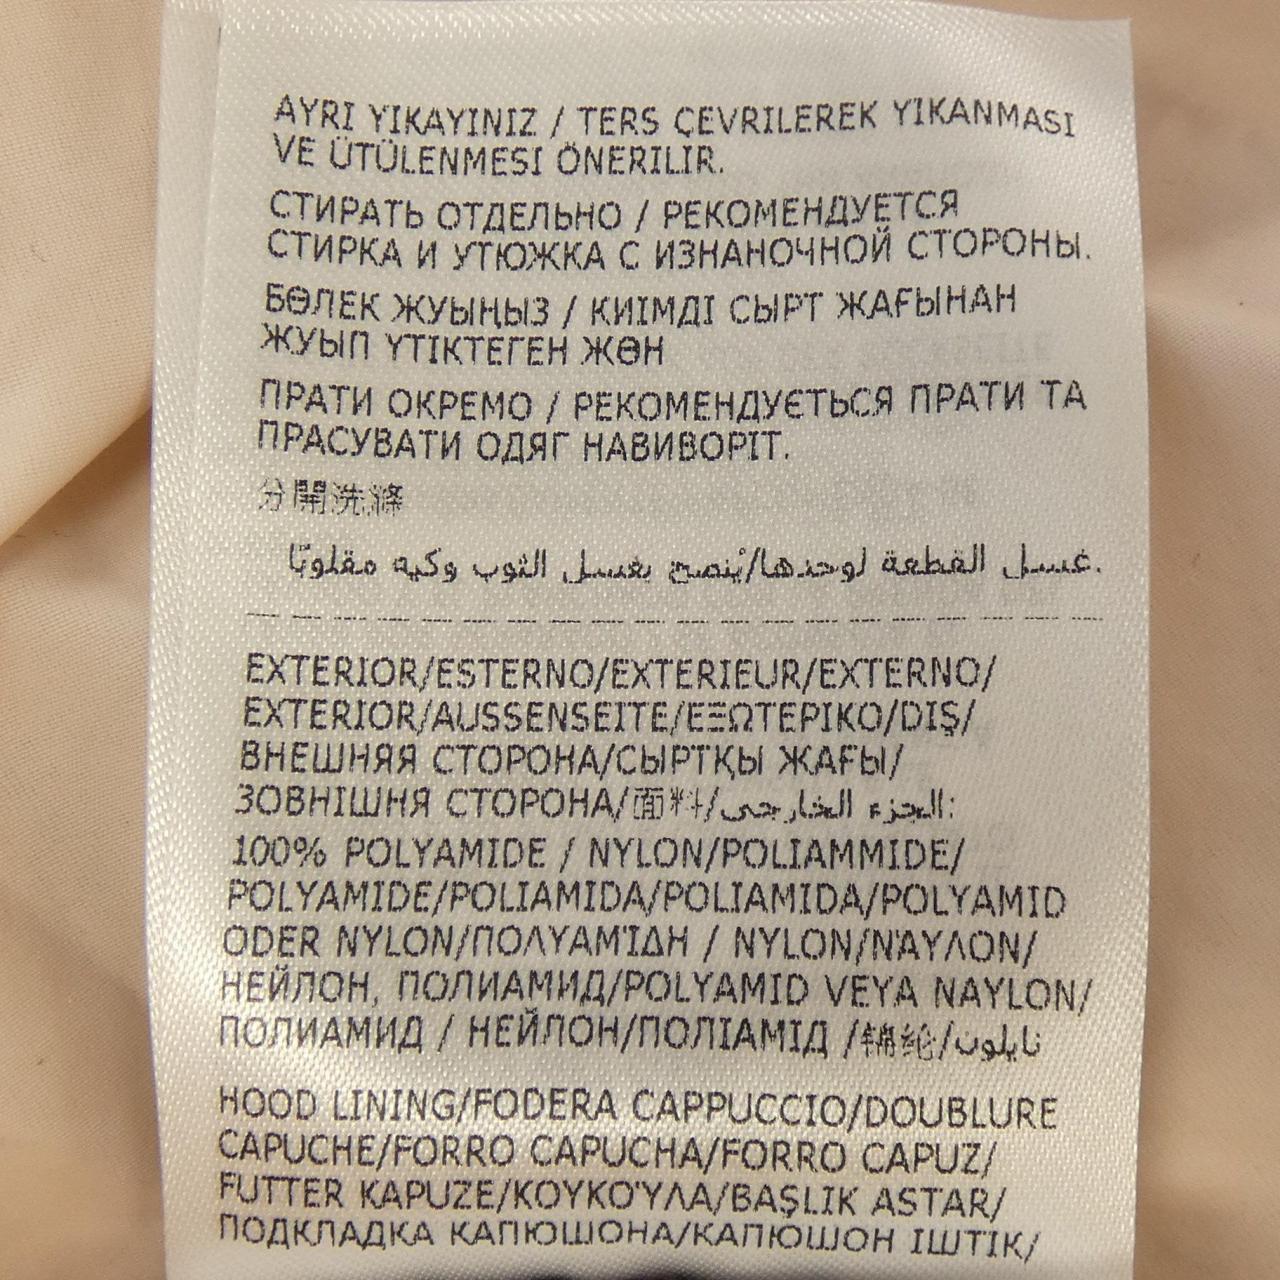 AYRI YIKAYINIZ / TERS ÇEVRILEREK YIKANMASI
VE ÜTÜLENMESI ÖNERILIR.
СТИРАТЬ ОТДЕЛЬНО / РЕКОМЕНДУЕТСЯ
СТИРКА И УТЮЖКА С ИЗНАНОЧНОЙ СТОРОНЫ.
БӨЛЕК ЖУЫҢЫЗ / КИІМДІ СЫРТ ЖАҒЫНАН
ЖУЫП ҮТІКТЕГЕН ЖӨН
ПРАТИ ОКРЕМО / РЕКОМЕНДУЄТЬСЯ ПРАТИ ТА
ПРАСУВАТИ ОДЯГ НАВИВОРІТ.
分開洗滌
غسل القطعة لوحدها/يُنصح بغسل الثوب وكيه مقلوبًا.
EXTERIOR/ESTERNO/EXTERIEUR/EXTERNO/
EXTERIOR/AUSSENSEITE/ΕΞΩΤΕΡΙΚΟ/DIŞ/
ВНЕШНЯЯ СТОРОНА/СЫРТҚЫ ЖАҒЫ/
ЗОВНІШНЯ СТОРОНА/面料/الجزء الخارجي:
100% POLYAMIDE / NYLON/POLIAMMIDE/
POLYAMIDE/POLIAMIDA/POLIAMIDA/POLYAMID
ODER NYLON/ΠΟΛΥΑΜΊΔΗ / NYLON/ΝΆΥΛΟΝ/
НЕЙЛОН, ПОЛИАМИД/POLYAMID VEYA NAYLON/
ПОЛИАМИД / НЕЙЛОН/ПОЛІАМІД /锦纶/نايلون
HOOD LINING/FODERA CAPPUCCIO/DOUBLURE
CAPUCHE/FORRO CAPUCHA/FORRO CAPUZ/
FUTTER KAPUZE/ΚΟΥΚΟΎΛΑ/BAŞLIK ASTAR/
ПОДКЛАДКА КАПЮШОНА/КАПЮШОН ІШТІК/